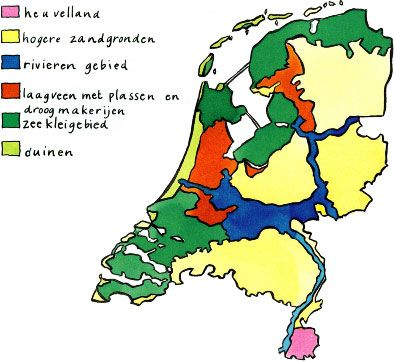 heuvelland
hogere zandgronden
rivieren gebied
laagveen met plassen en
droogmakerijen
zeekleigebied
duinen